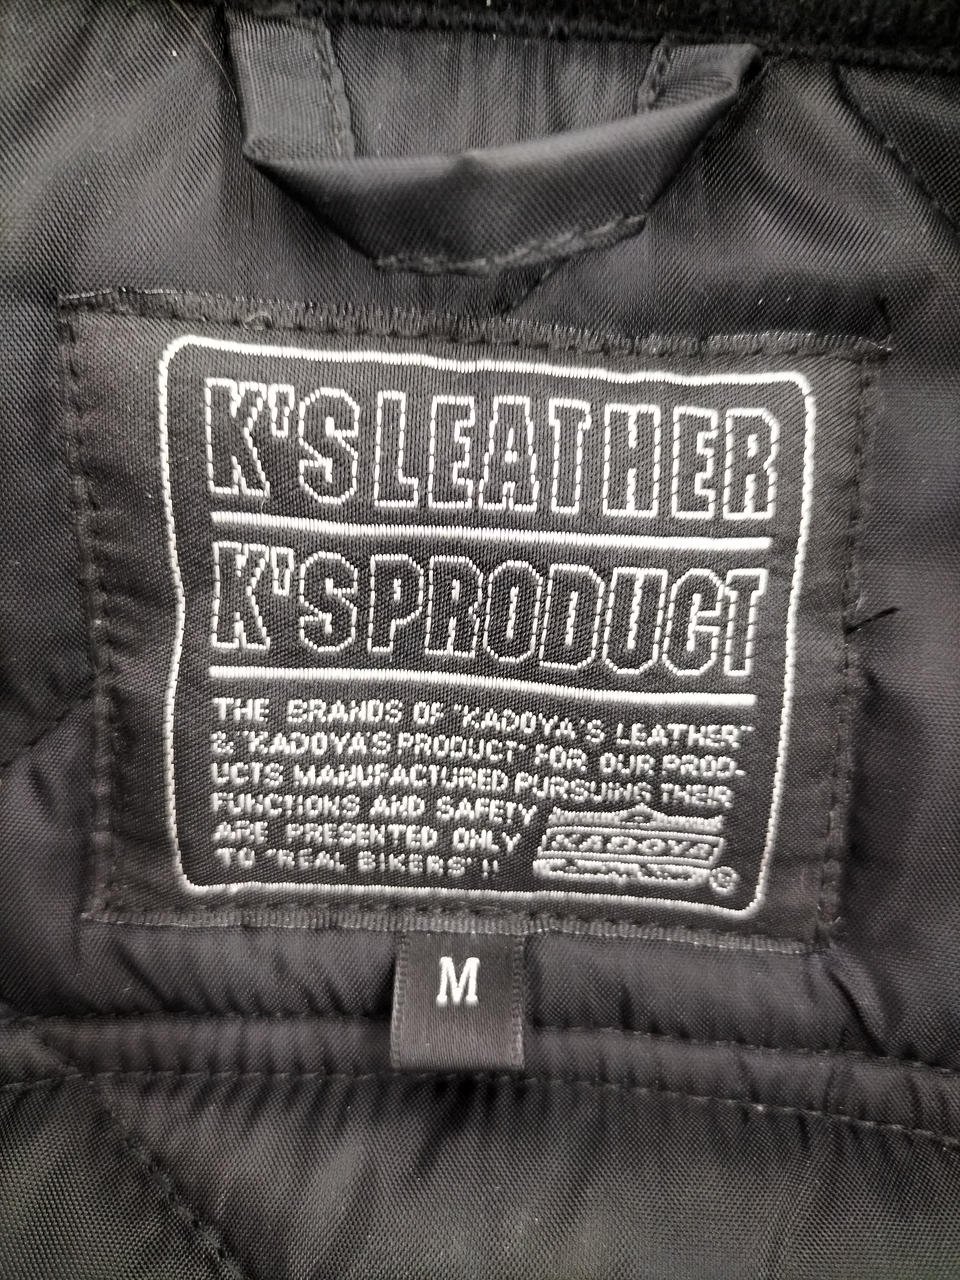 K'S LEATHER
K'S PRODUCT
THE BRANDS OF "KADOYA'S LEATHER"
& "KADOYA'S PRODUCT" FOR OUR PROD-
UCTS MANUFACTURED PURSUING THEIR
FUNCTIONS AND SAFETY
ARE PRESENTED ONLY
TO "REAL BIKERS" !!
KADOYA
®
M